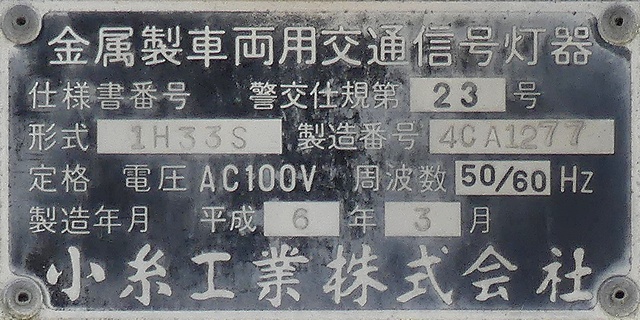 金属製車両用交通信号灯器
仕様書番号 警交仕規第 23 号
形式 1H33S 製造番号 4CA1277
定格 電圧 AC100V 周波数 50/60 Hz
製造年月 平成 6 年 3 月
小糸工業株式会社